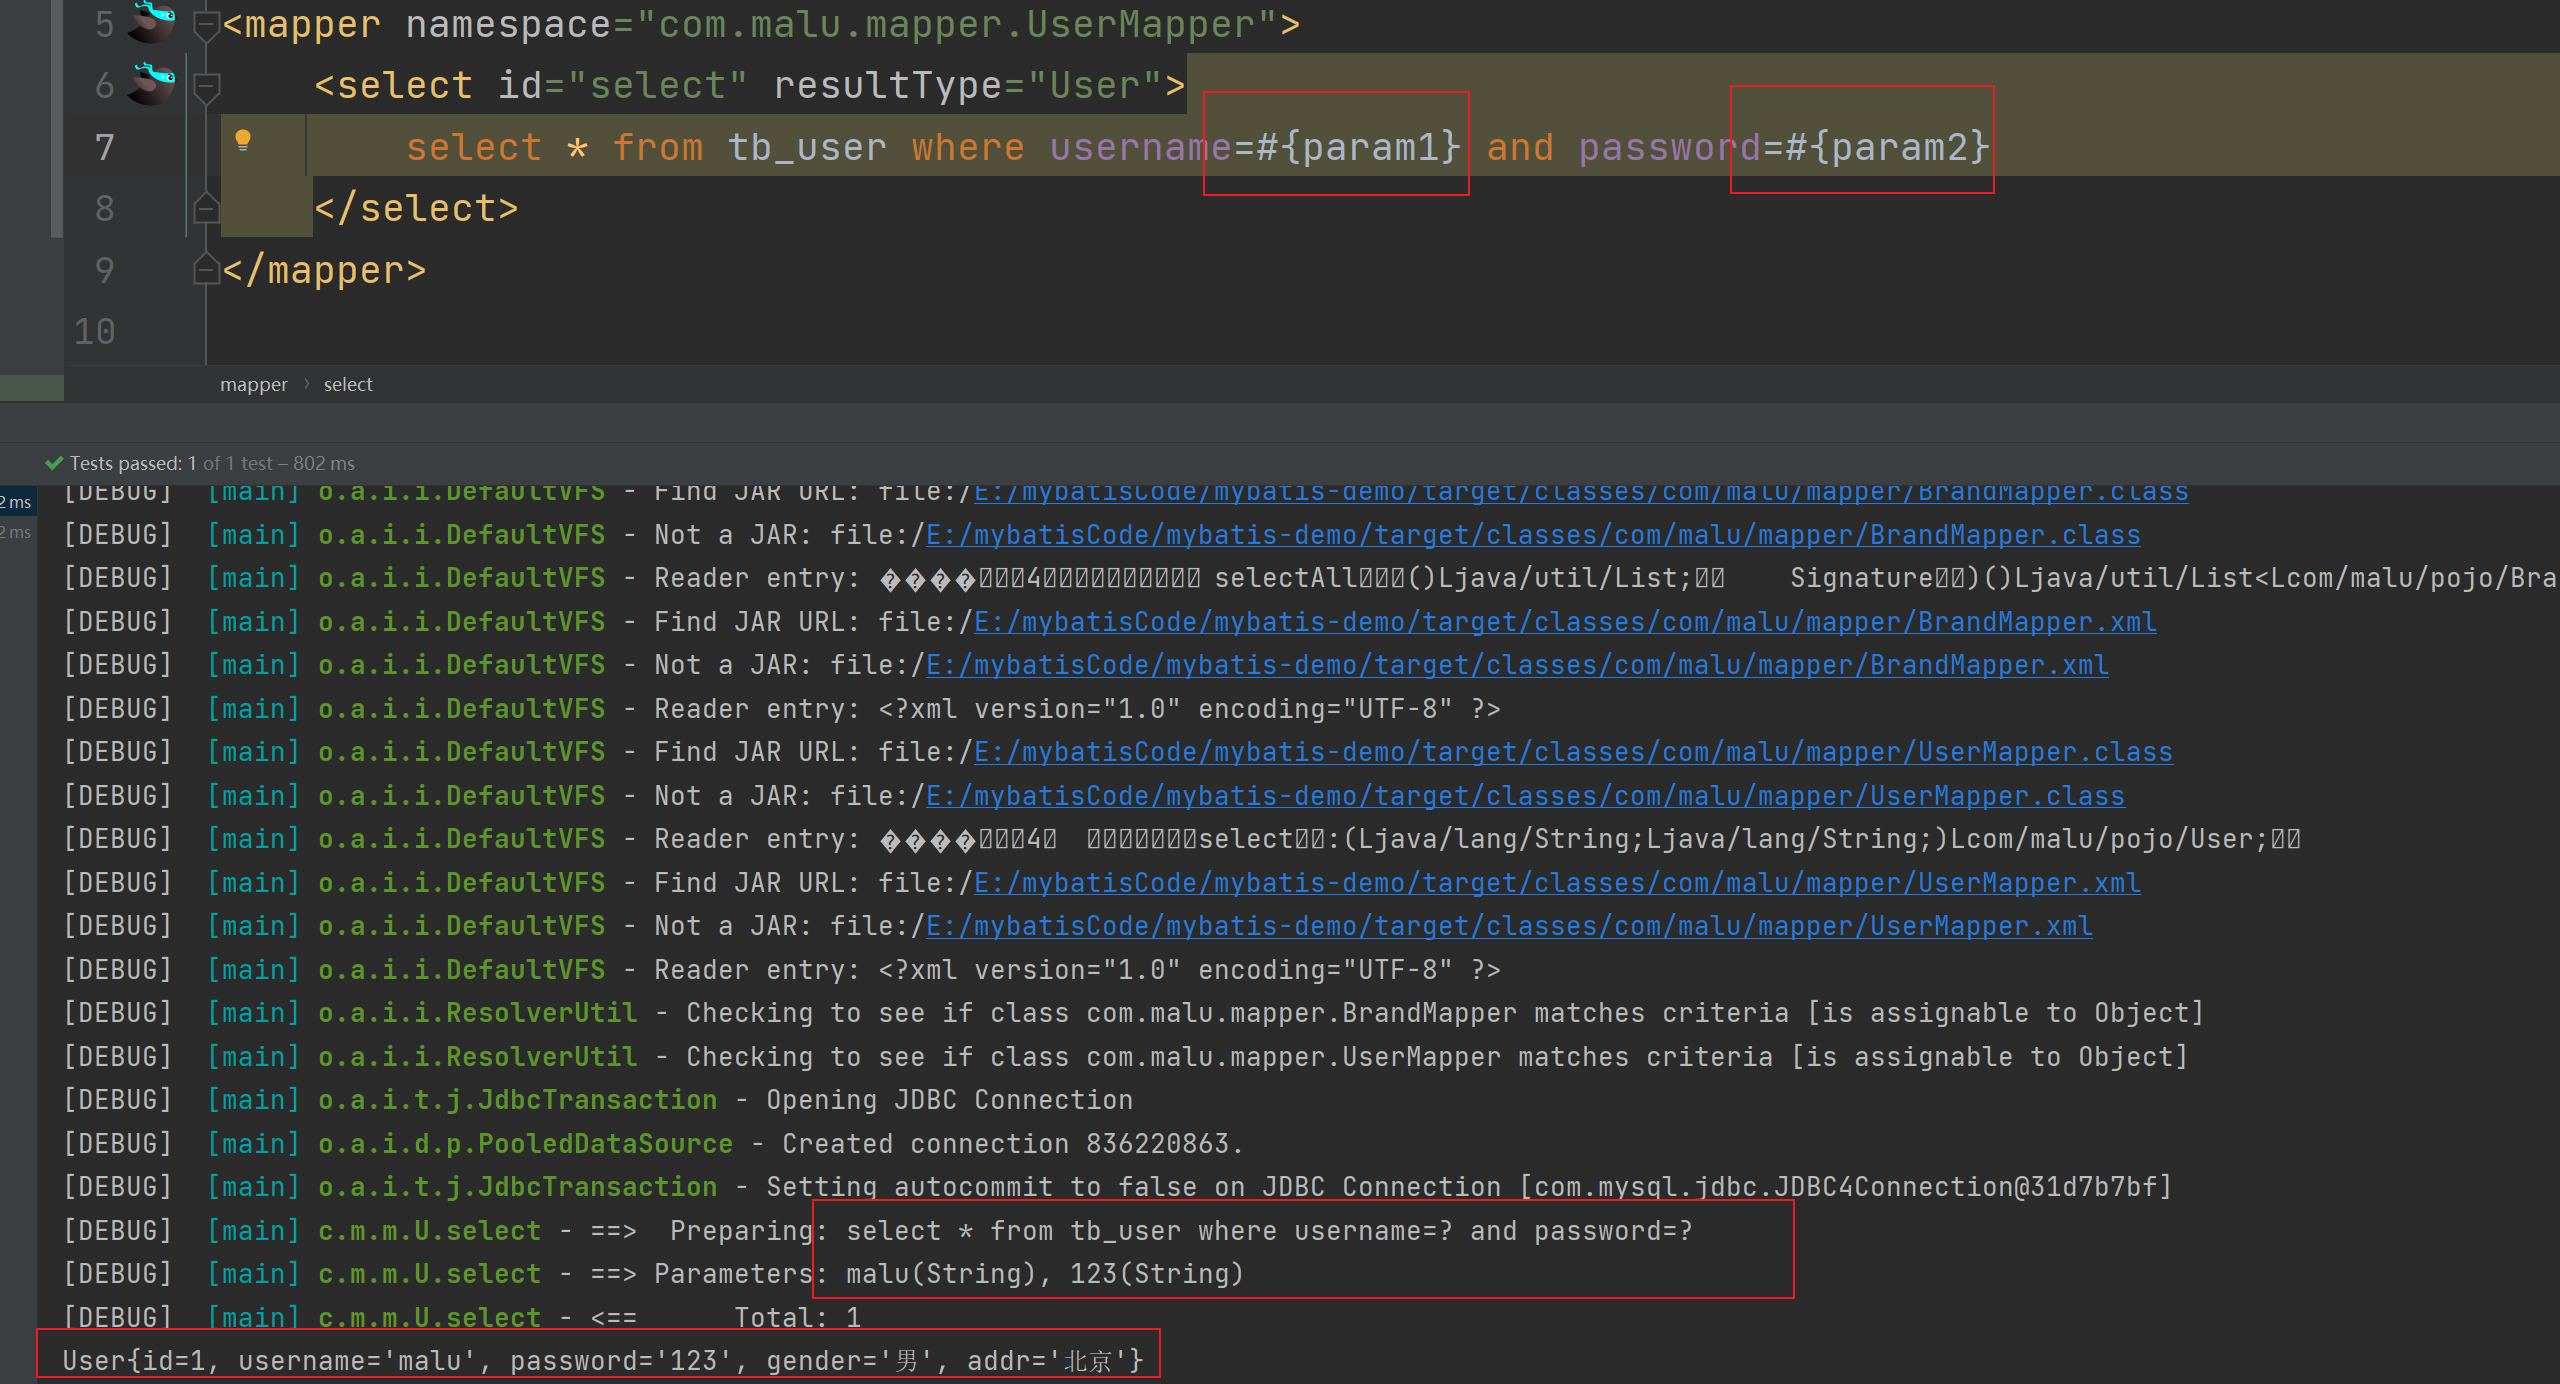 5 <mapper namespace="com.malu.mapper.UserMapper">
6 <select id="select" resultType="User">
7 select * from tb_user where username=#{param1} and password=#{param2}
8 </select>
9 </mapper>
10
mapper › select
Tests passed: 1 of 1 test – 802 ms
[DEBUG] [main] o.a.i.i.DefaultVFS - Find JAR URL: file:/E:/mybatisCode/mybatis-demo/target/classes/com/malu/mapper/BrandMapper.class
2 ms
[DEBUG] [main] o.a.i.i.DefaultVFS - Not a JAR: file:/E:/mybatisCode/mybatis-demo/target/classes/com/malu/mapper/BrandMapper.class
2 ms
[DEBUG] [main] o.a.i.i.DefaultVFS - Reader entry: ����4 selectAll()Ljava/util/List; Signature)()Ljava/util/List<Lcom/malu/pojo/Bra
[DEBUG] [main] o.a.i.i.DefaultVFS - Find JAR URL: file:/E:/mybatisCode/mybatis-demo/target/classes/com/malu/mapper/BrandMapper.xml
[DEBUG] [main] o.a.i.i.DefaultVFS - Not a JAR: file:/E:/mybatisCode/mybatis-demo/target/classes/com/malu/mapper/BrandMapper.xml
[DEBUG] [main] o.a.i.i.DefaultVFS - Reader entry: <?xml version="1.0" encoding="UTF-8" ?>
[DEBUG] [main] o.a.i.i.DefaultVFS - Find JAR URL: file:/E:/mybatisCode/mybatis-demo/target/classes/com/malu/mapper/UserMapper.class
[DEBUG] [main] o.a.i.i.DefaultVFS - Not a JAR: file:/E:/mybatisCode/mybatis-demo/target/classes/com/malu/mapper/UserMapper.class
[DEBUG] [main] o.a.i.i.DefaultVFS - Reader entry: ����4 select:(Ljava/lang/String;Ljava/lang/String;)Lcom/malu/pojo/User;
[DEBUG] [main] o.a.i.i.DefaultVFS - Find JAR URL: file:/E:/mybatisCode/mybatis-demo/target/classes/com/malu/mapper/UserMapper.xml
[DEBUG] [main] o.a.i.i.DefaultVFS - Not a JAR: file:/E:/mybatisCode/mybatis-demo/target/classes/com/malu/mapper/UserMapper.xml
[DEBUG] [main] o.a.i.i.DefaultVFS - Reader entry: <?xml version="1.0" encoding="UTF-8" ?>
[DEBUG] [main] o.a.i.i.ResolverUtil - Checking to see if class com.malu.mapper.BrandMapper matches criteria [is assignable to Object]
[DEBUG] [main] o.a.i.i.ResolverUtil - Checking to see if class com.malu.mapper.UserMapper matches criteria [is assignable to Object]
[DEBUG] [main] o.a.i.t.j.JdbcTransaction - Opening JDBC Connection
[DEBUG] [main] o.a.i.d.p.PooledDataSource - Created connection 836220863.
[DEBUG] [main] o.a.i.t.j.JdbcTransaction - Setting autocommit to false on JDBC Connection [com.mysql.jdbc.JDBC4Connection@31d7b7bf]
[DEBUG] [main] c.m.m.U.select - ==> Preparing: select * from tb_user where username=? and password=?
[DEBUG] [main] c.m.m.U.select - ==> Parameters: malu(String), 123(String)
[DEBUG] [main] c.m.m.U.select - <== Total: 1
User{id=1, username='malu', password='123', gender='男', addr='北京'}